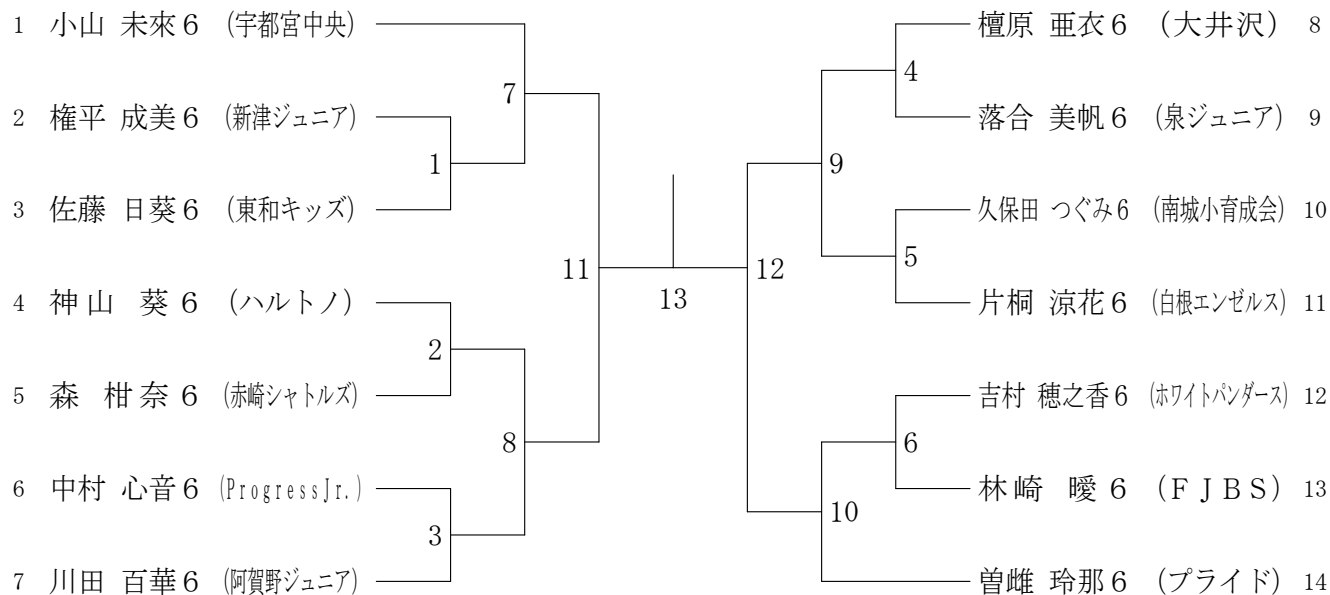 1 小山 未來６ (宇都宮中央)
2 権平 成美６ (新津ジュニア)
3 佐藤 日葵６ (東和キッズ)
4 神山 葵６ (ハルトノ)
5 森 柑奈６ (赤崎シャトルズ)
6 中村 心音６ (ProgressJr.)
7 川田 百華６ (阿賀野ジュニア)
7
1
11
2
8
3
13
12
9
4
5
6
10
檀原 亜衣６ (大井沢) 8
落合 美帆６ (泉ジュニア) 9
久保田 つぐみ６ (南城小育成会) 10
片桐 涼花６ (白根エンゼルス) 11
吉村 穂之香６ (ホワイトパンダース) 12
林崎 曖６ (ＦＪＢＳ) 13
曽雌 玲那６ (プライド) 14